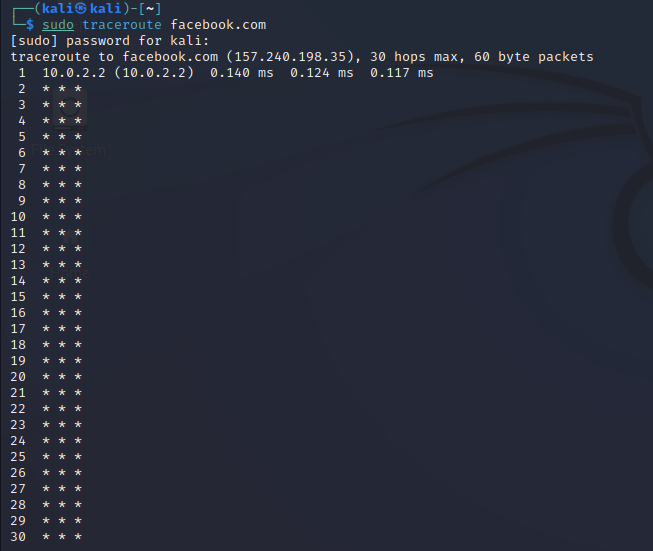 ┌──(kali㉿kali)-[~]
└─$ sudo traceroute facebook.com
[sudo] password for kali:
traceroute to facebook.com (157.240.198.35), 30 hops max, 60 byte packets
 1  10.0.2.2 (10.0.2.2)  0.140 ms  0.124 ms  0.117 ms
 2  * * *
 3  * * *
 4  * * *
 5  * * *
 6  * * *
 7  * * *
 8  * * *
 9  * * *
10  * * *
11  * * *
12  * * *
13  * * *
14  * * *
15  * * *
16  * * *
17  * * *
18  * * *
19  * * *
20  * * *
21  * * *
22  * * *
23  * * *
24  * * *
25  * * *
26  * * *
27  * * *
28  * * *
29  * * *
30  * * *